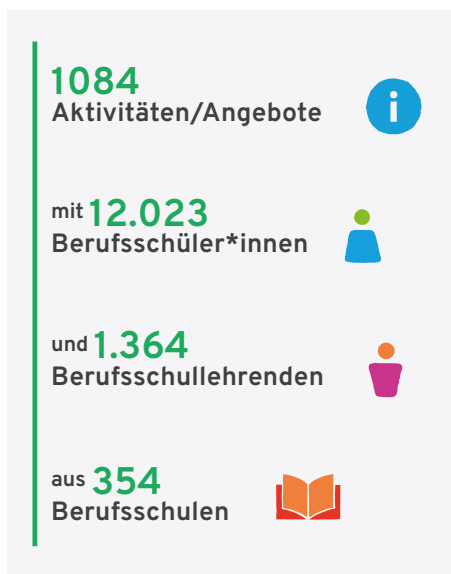 1084
Aktivitäten/Angebote
i
mit 12.023
Berufsschüler*innen
und 1.364
Berufsschullehrenden
aus 354
Berufsschulen